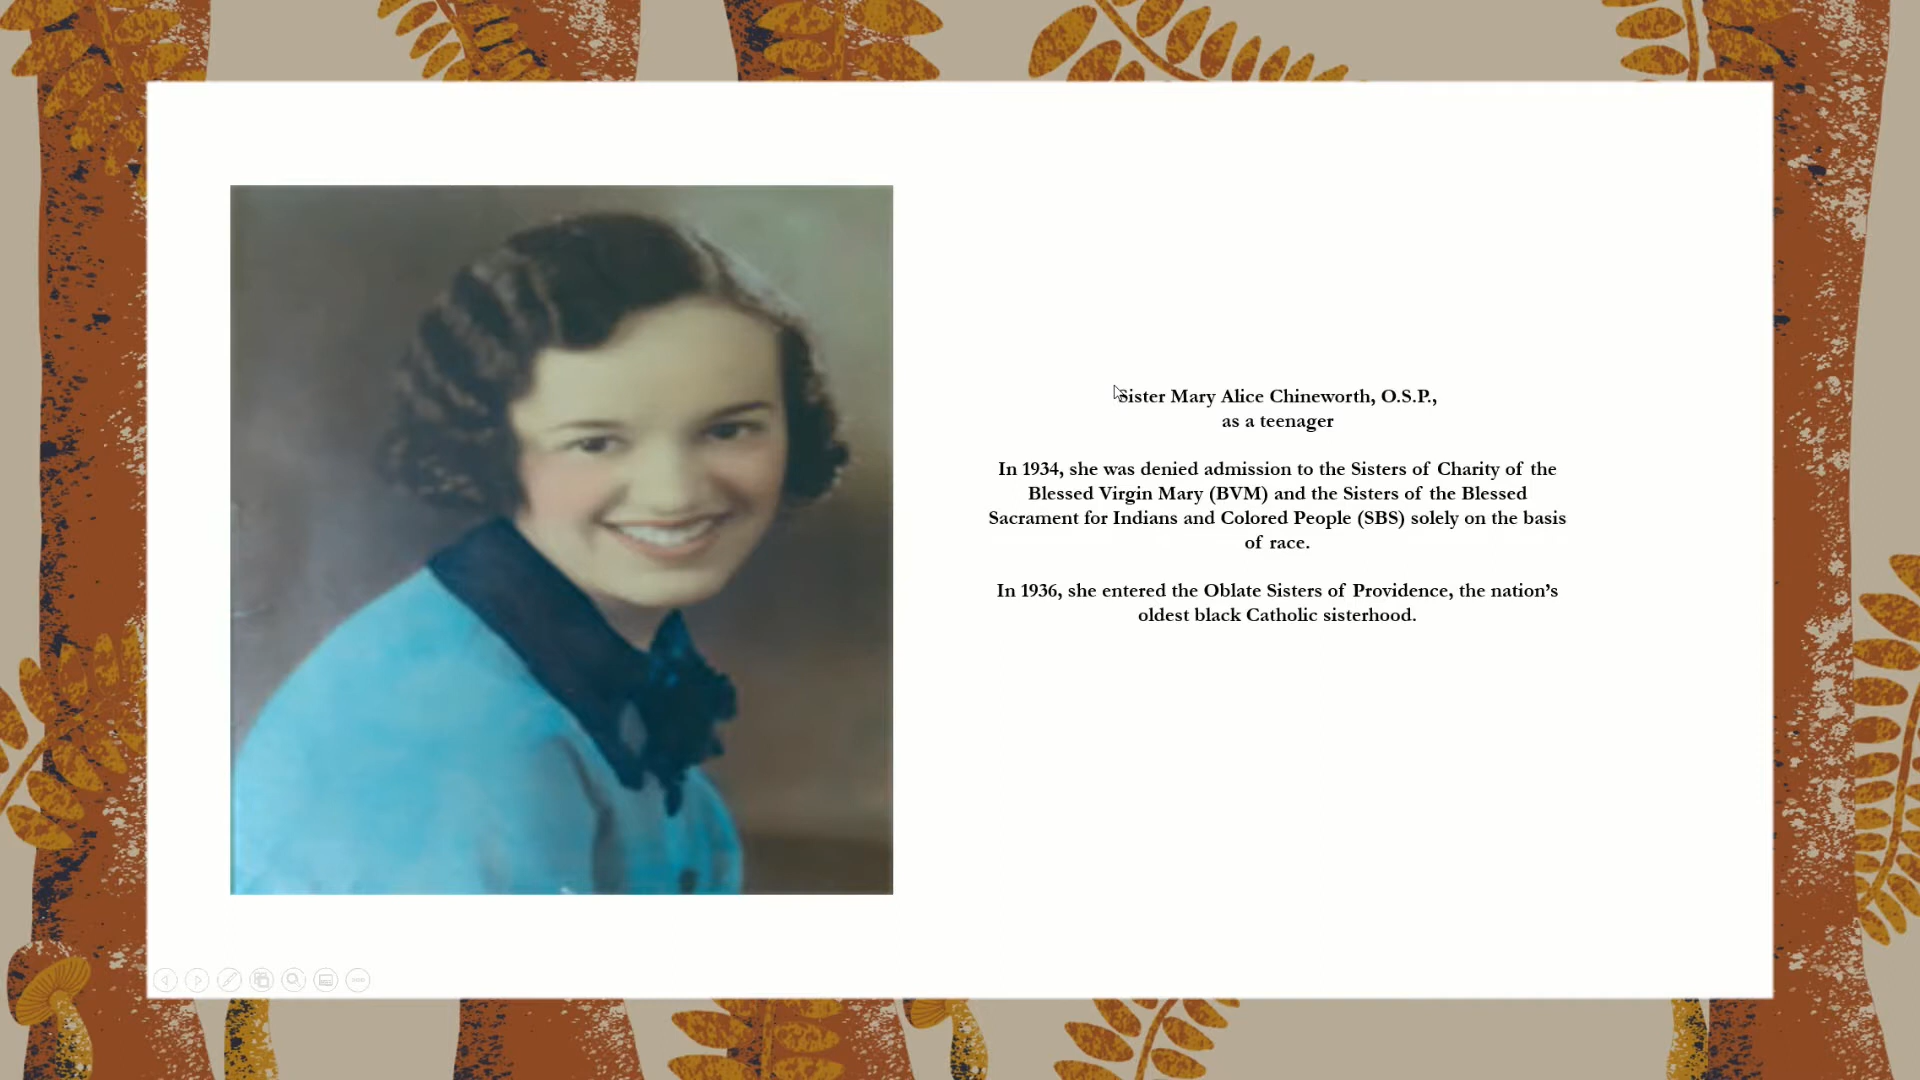 Sister Mary Alice Chineworth, O.S.P.,
as a teenager
In 1934, she was denied admission to the Sisters of Charity of the
Blessed Virgin Mary (BVM) and the Sisters of the Blessed
Sacrament for Indians and Colored People (SBS) solely on the basis
of race.
In 1936, she entered the Oblate Sisters of Providence, the nation’s
oldest black Catholic sisterhood.